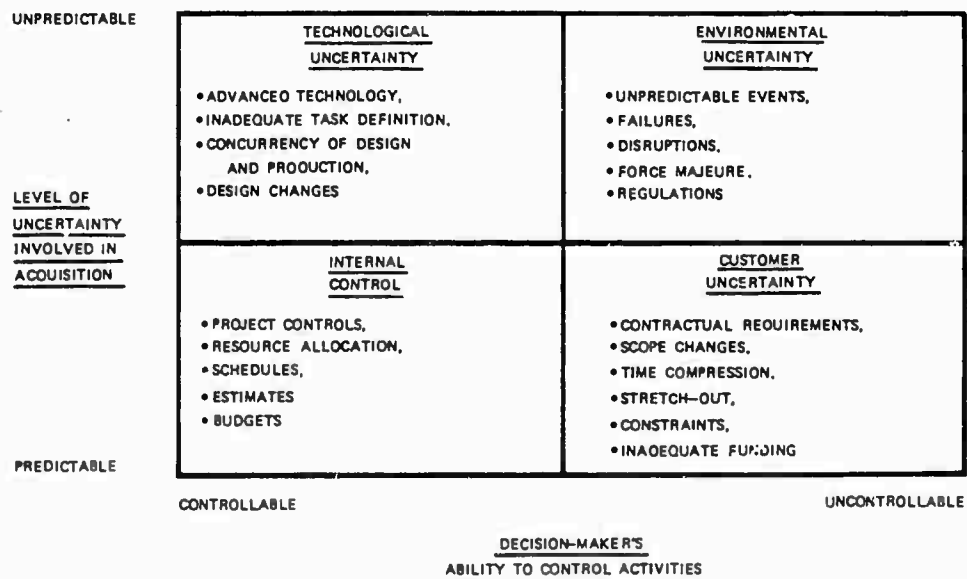 UNPREDICTABLE
TECHNOLOGICAL
UNCERTAINTY
• ADVANCEO TECHNOLOGY,
• INADEQUATE TASK DEFINITION,
• CONCURRENCY OF DESIGN
AND PROOUCTION,
• DESIGN CHANGES
ENVIRONMENTAL
UNCERTAINTY
• UNPREDICTABLE EVENTS,
• FAILURES,
• DISRUPTIONS,
• FORCE MAJEURE,
• REGULATIONS
LEVEL OF
UNCERTAINTY
INVOLVED IN
ACOUISITION
INTERNAL
CONTROL
• PROJECT CONTROLS,
• RESOURCE ALLOCATION,
• SCHEDULES,
• ESTIMATES
• BUDGETS
CUSTOMER
UNCERTAINTY
• CONTRACTUAL REOUIREMENTS,
• SCOPE CHANGES,
• TIME COMPRESSION,
• STRETCH-OUT,
• CONSTRAINTS,
• INAOEQUATE FUNDING
PREDICTABLE
CONTROLLABLE
UNCONTROLLABLE
DECISION-MAKER'S
ABILITY TO CONTROL ACTIVITIES